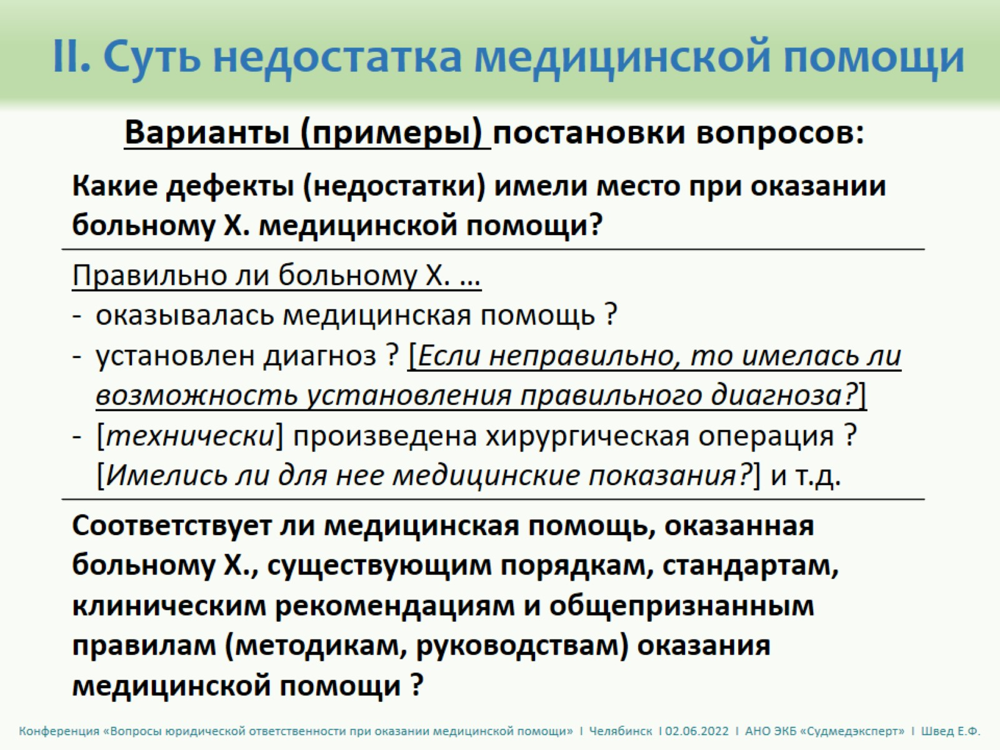 II. Суть недостатка медицинской помощи
Варианты (примеры) постановки вопросов:
Какие дефекты (недостатки) имели место при оказании
больному Х. медицинской помощи?
Правильно ли больному Х. ...
- оказывалась медицинская помощь ?
- установлен диагноз ? [Если неправильно, то имелась ли
возможность установления правильного диагноза?]
- [технически] произведена хирургическая операция ?
[Имелись ли для нее медицинские показания?] и т.д.
Соответствует ли медицинская помощь, оказанная
больному Х., существующим порядкам, стандартам,
клиническим рекомендациям и общепризнанным
правилам (методикам, руководствам) оказания
медицинской помощи ?
Конференция «Вопросы юридической ответственности при оказании медицинской помощи» I Челябинск I 02.06.2022 I АНО ЭКБ «Судмедэксперт» I Швед Е.Ф.